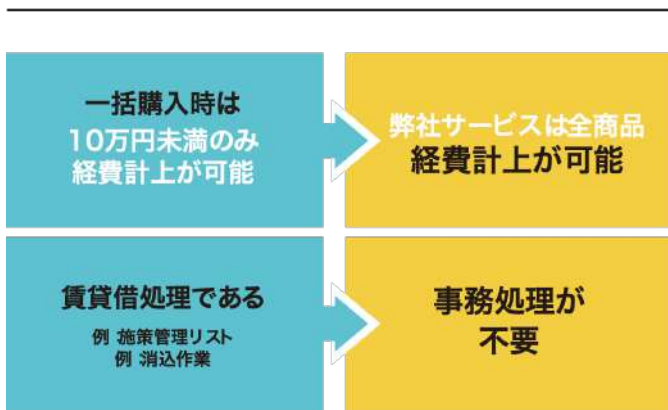 一括購入時は
10万円未満のみ
経費計上が可能
弊社サービスは全商品
経費計上が可能
賃貸借処理である
例 施策管理リスト
例 消込作業
事務処理が
不要